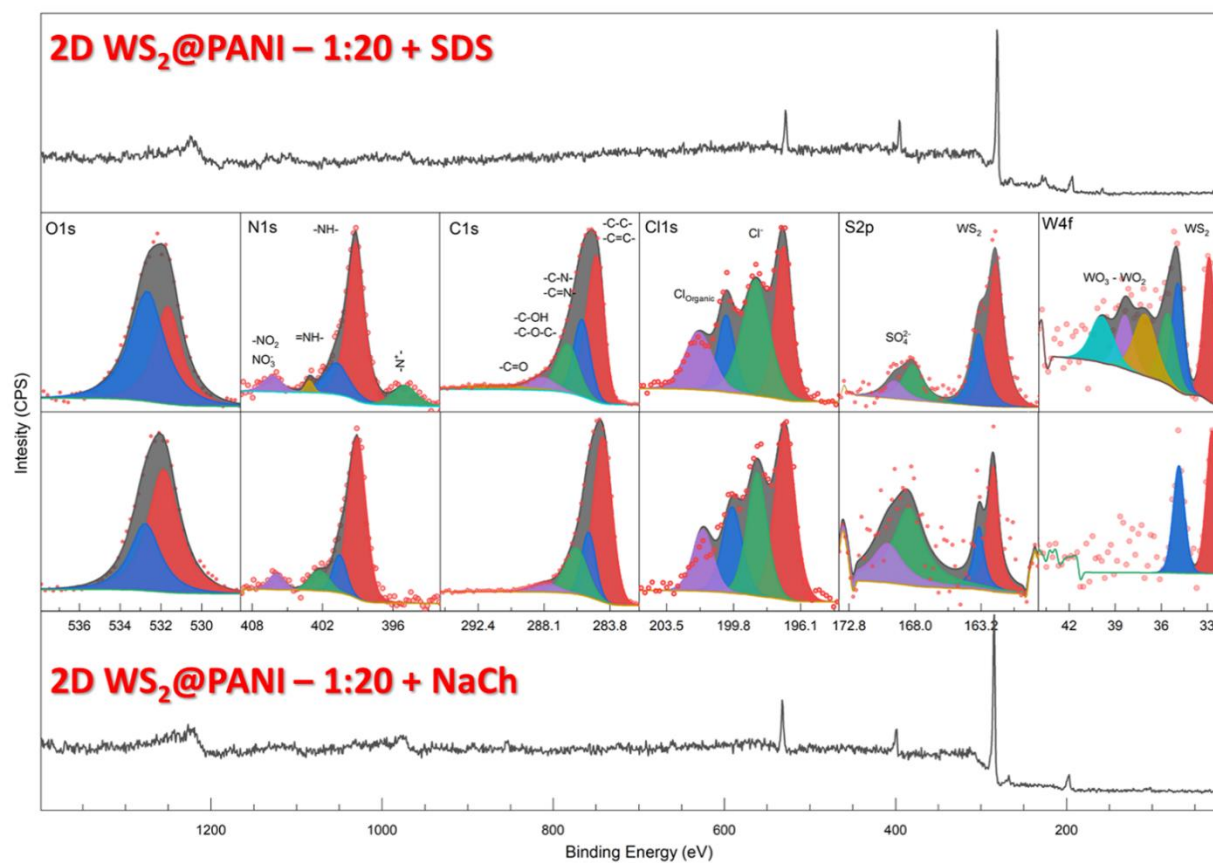 2D WS₂@PANI – 1:20 + SDS
O1s
N1s
-NH-
-NO₂
NO₃⁻
=NH-
-N⁺-
C1s
-C-C-
-C=C-
-C-N-
-C=N-
-C-OH
-C-O-C-
-C=O
Cl1s
Cl⁻
Cl_Organic
S2p
WS₂
SO₄²⁻
W4f
WS₂
WO₃ - WO₂
Intesity (CPS)
536 534 532 530 408 402 396 292.4 288.1 283.8 203.5 199.8 196.1 172.8 168.0 163.2 42 39 36 33
2D WS₂@PANI – 1:20 + NaCh
1200 1000 800 600 400 200
Binding Energy (eV)